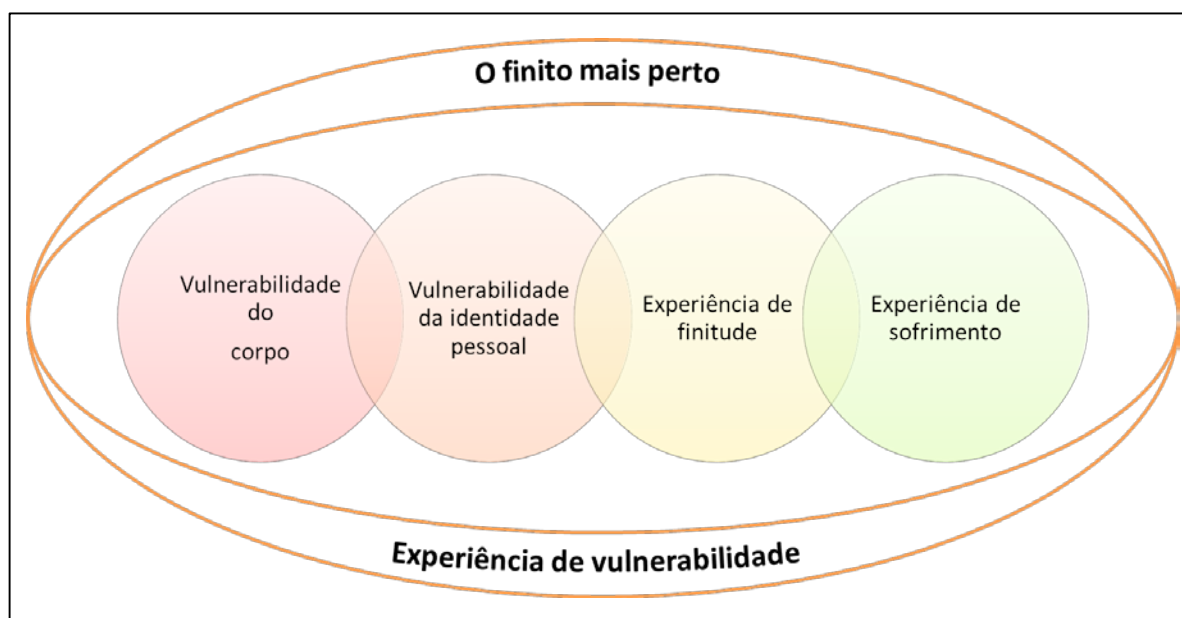 O finito mais perto
Vulnerabilidade
do
corpo
Vulnerabilidade
da identidade
pessoal
Experiência de
finitude
Experiência de
sofrimento
Experiência de vulnerabilidade